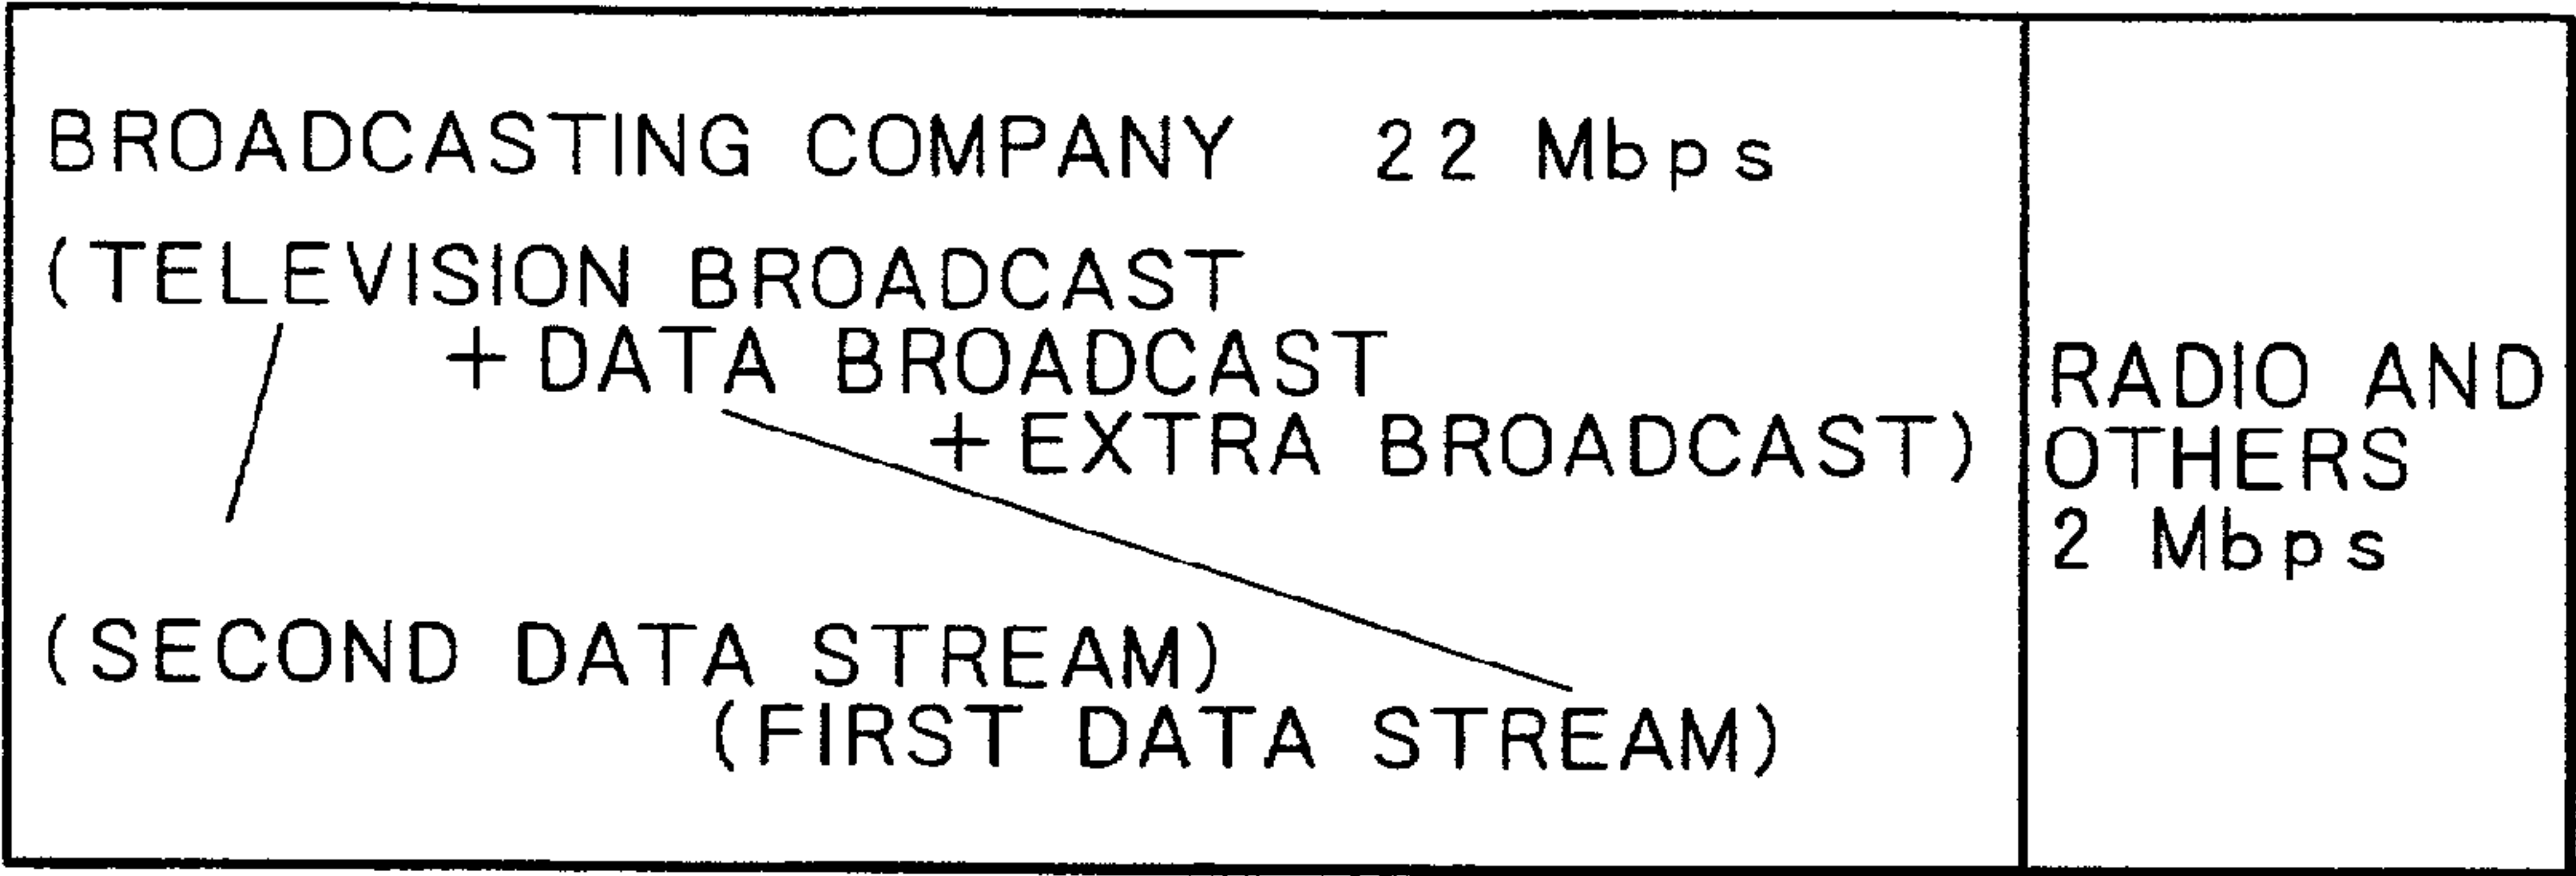 BROADCASTING COMPANY 22 Mbps
(TELEVISION BROADCAST
+ DATA BROADCAST
+ EXTRA BROADCAST)
(SECOND DATA STREAM)
(FIRST DATA STREAM)
RADIO AND
OTHERS
2 Mbps